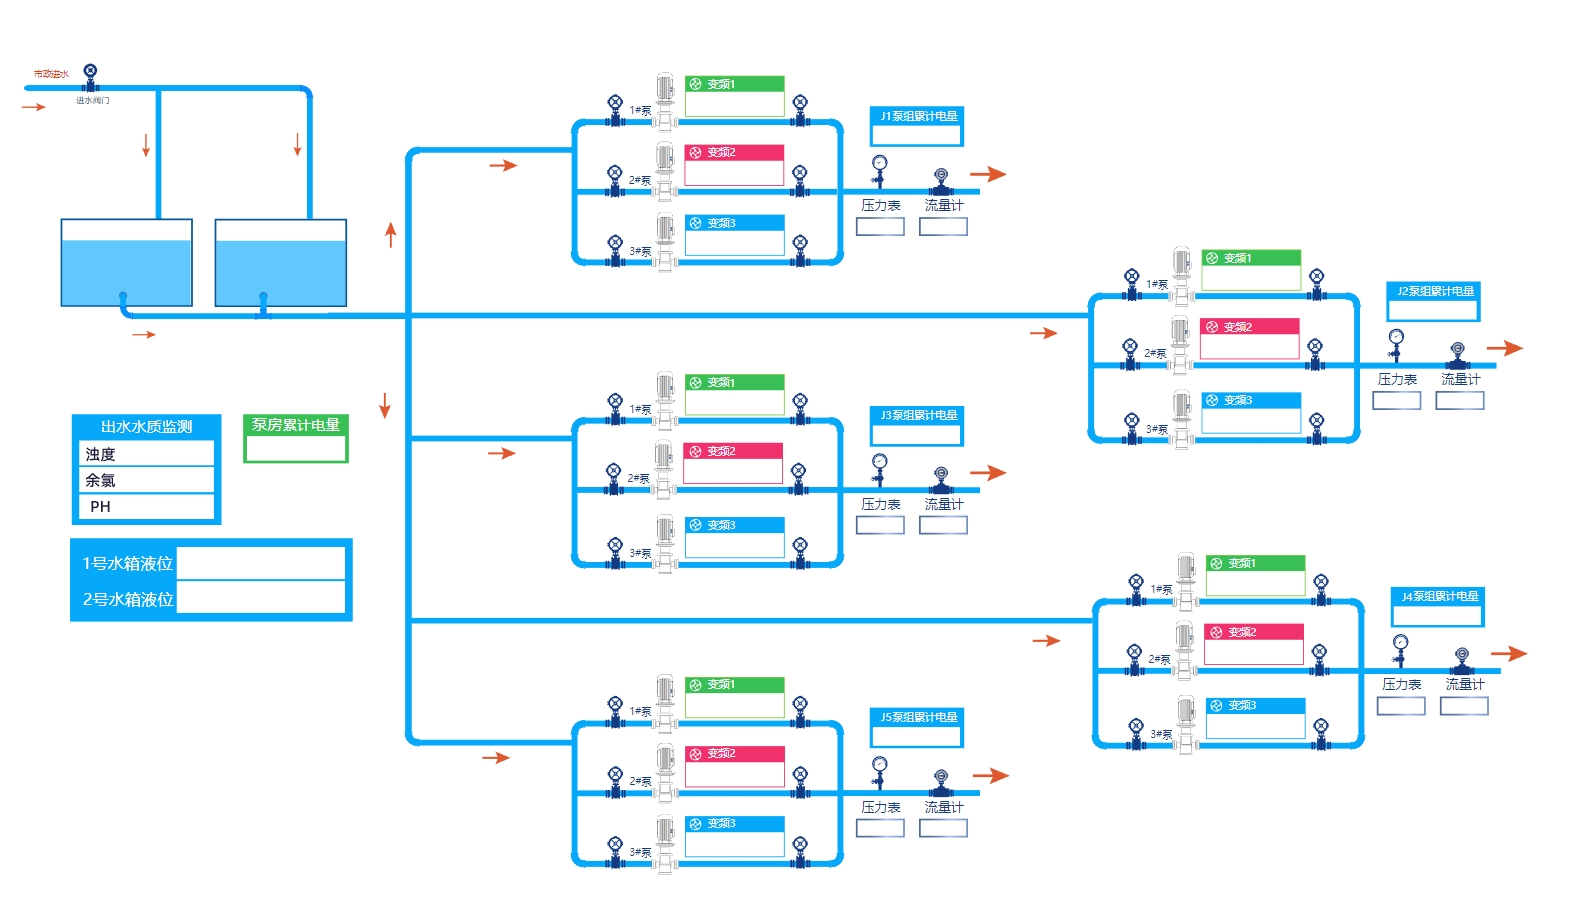 市政进水
进水阀门
1#泵
变频1
2#泵
变频2
3#泵
变频3
J1泵组累计电量
压力表
流量计
1#泵
变频1
2#泵
变频2
3#泵
变频3
J2泵组累计电量
压力表
流量计
1#泵
变频1
2#泵
变频2
3#泵
变频3
J3泵组累计电量
压力表
流量计
出水水质监测
浊度
余氯
PH
泵房累计电量
1号水箱液位
2号水箱液位
1#泵
变频1
2#泵
变频2
3#泵
变频3
J4泵组累计电量
压力表
流量计
1#泵
变频1
2#泵
变频2
3#泵
变频3
J5泵组累计电量
压力表
流量计